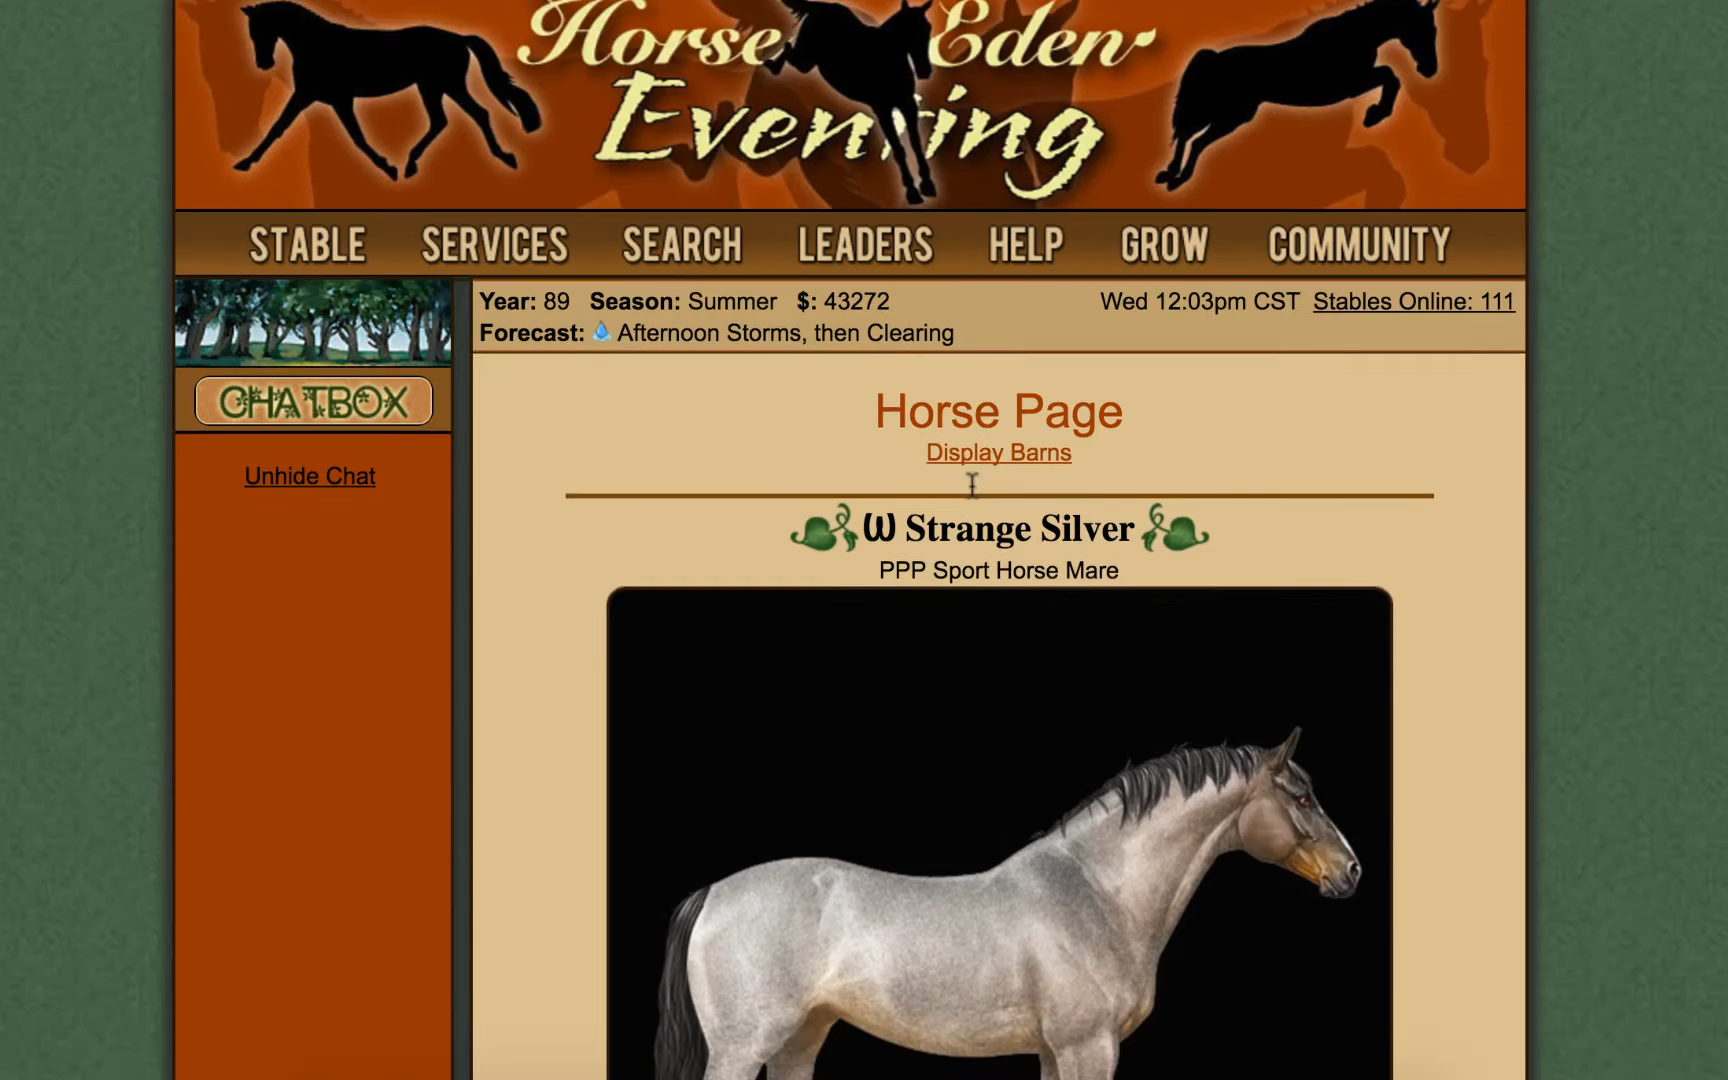 Horse Eden
Eventing
STABLE SERVICES SEARCH LEADERS HELP GROW COMMUNITY
Year: 89 Season: Summer $: 43272 Wed 12:03pm CST Stables Online: 111
Forecast: Afternoon Storms, then Clearing
CHATBOX
Unhide Chat
Horse Page
Display Barns
Ѡ Strange Silver
PPP Sport Horse Mare